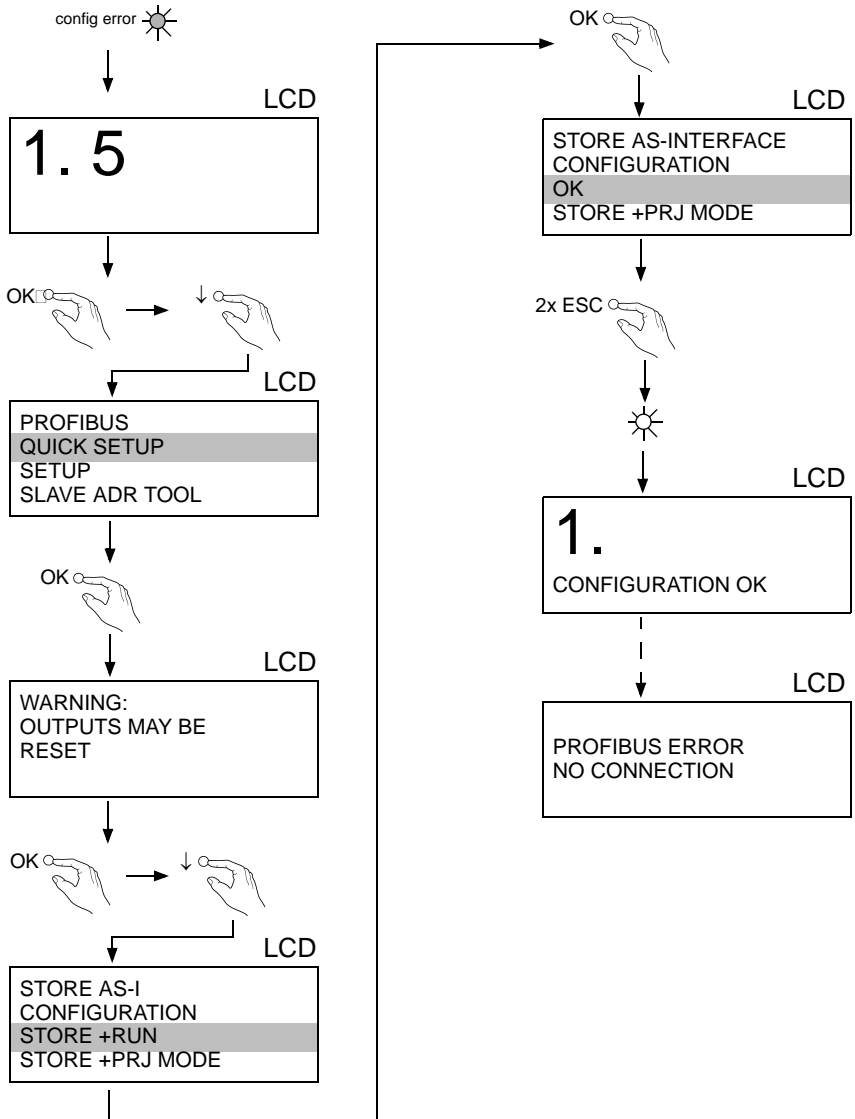 config error
LCD
1. 5
OK
↓
LCD
PROFIBUS
QUICK SETUP
SETUP
SLAVE ADR TOOL
OK
LCD
WARNING:
OUTPUTS MAY BE
RESET
OK
↓
LCD
STORE AS-I
CONFIGURATION
STORE +RUN
STORE +PRJ MODE
OK
LCD
STORE AS-INTERFACE
CONFIGURATION
OK
STORE +PRJ MODE
2x ESC
LCD
1.
CONFIGURATION OK
LCD
PROFIBUS ERROR
NO CONNECTION